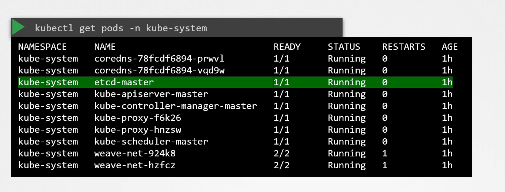 kubectl get pods -n kube-system
NAMESPACE NAME READY STATUS RESTARTS AGE
kube-system coredns-78fcdf6894-prwvl 1/1 Running 0 1h
kube-system coredns-78fcdf6894-vqd9w 1/1 Running 0 1h
kube-system etcd-master 1/1 Running 0 1h
kube-system kube-apiserver-master 1/1 Running 0 1h
kube-system kube-controller-manager-master 1/1 Running 0 1h
kube-system kube-proxy-f6k26 1/1 Running 0 1h
kube-system kube-proxy-hnzsw 1/1 Running 0 1h
kube-system kube-scheduler-master 1/1 Running 0 1h
kube-system weave-net-924k8 2/2 Running 1 1h
kube-system weave-net-hzfcz 2/2 Running 1 1h